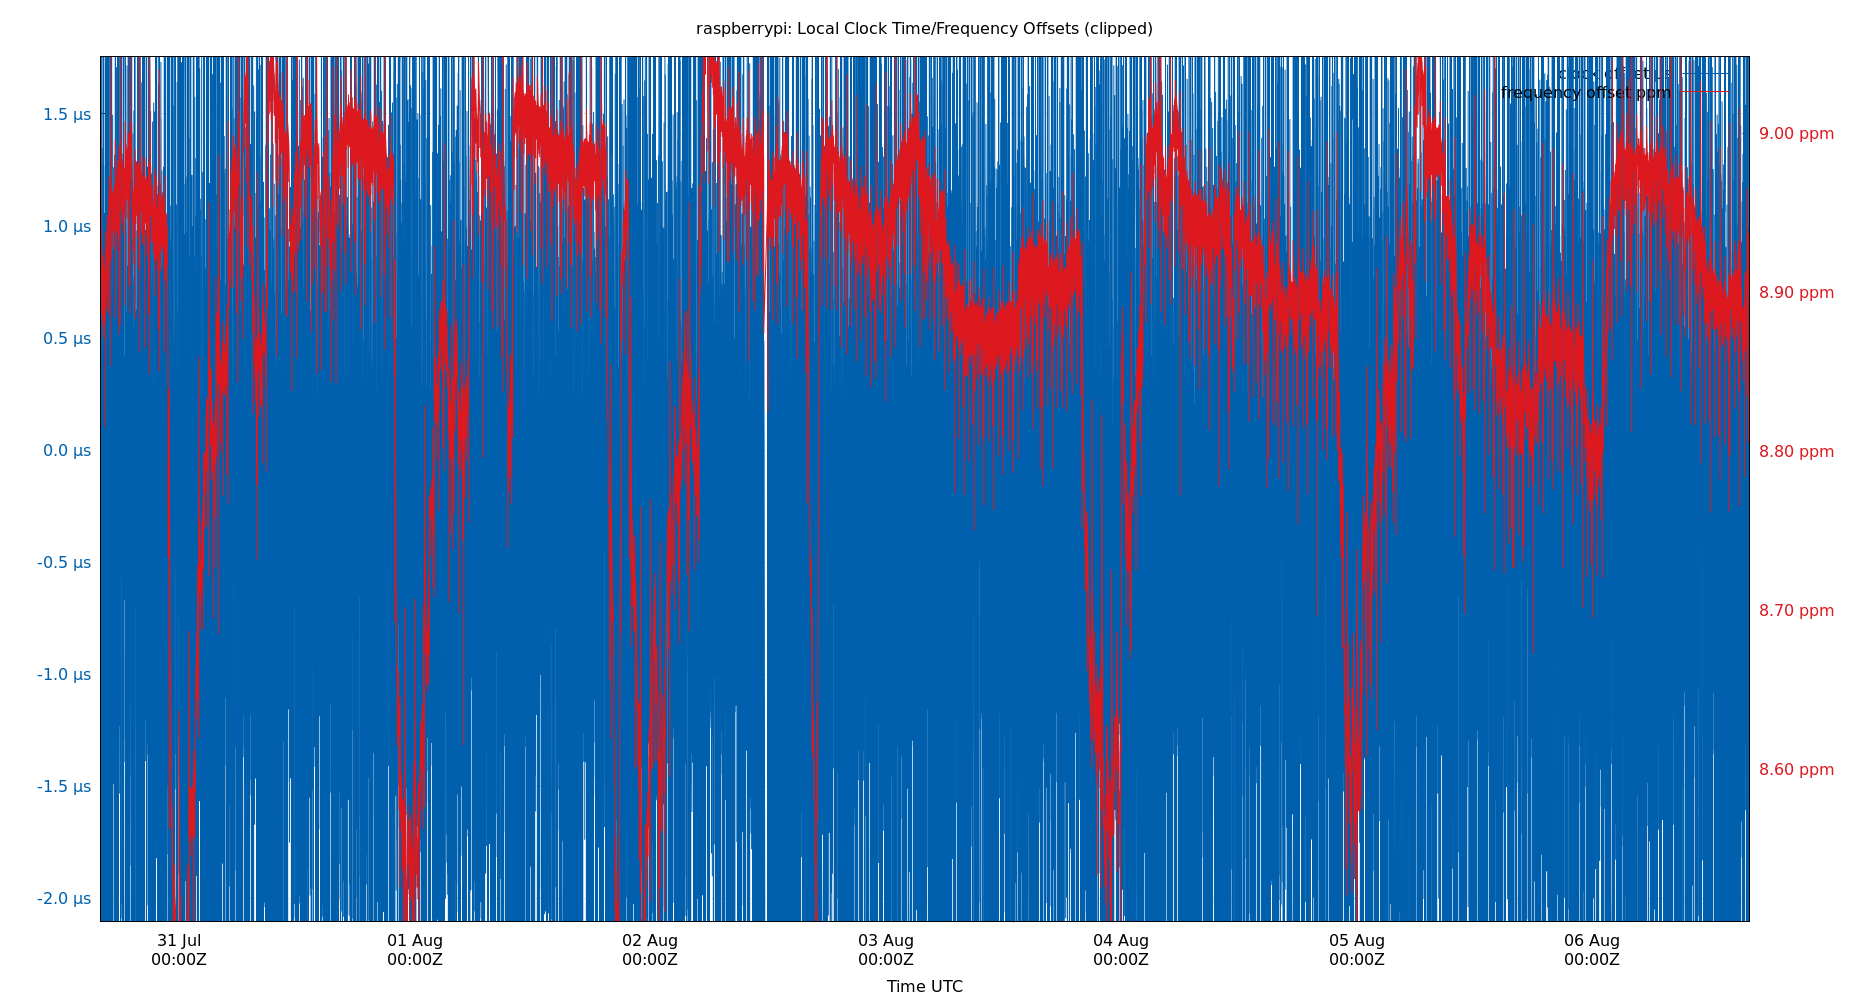 raspberrypi: Local Clock Time/Frequency Offsets (clipped)
clock offset µs
frequency offset ppm
1.5 µs
1.0 µs
0.5 µs
0.0 µs
-0.5 µs
-1.0 µs
-1.5 µs
-2.0 µs
9.00 ppm
8.90 ppm
8.80 ppm
8.70 ppm
8.60 ppm
31 Jul 01 Aug 02 Aug 03 Aug 04 Aug 05 Aug 06 Aug
00:00Z 00:00Z 00:00Z 00:00Z 00:00Z 00:00Z 00:00Z
Time UTC